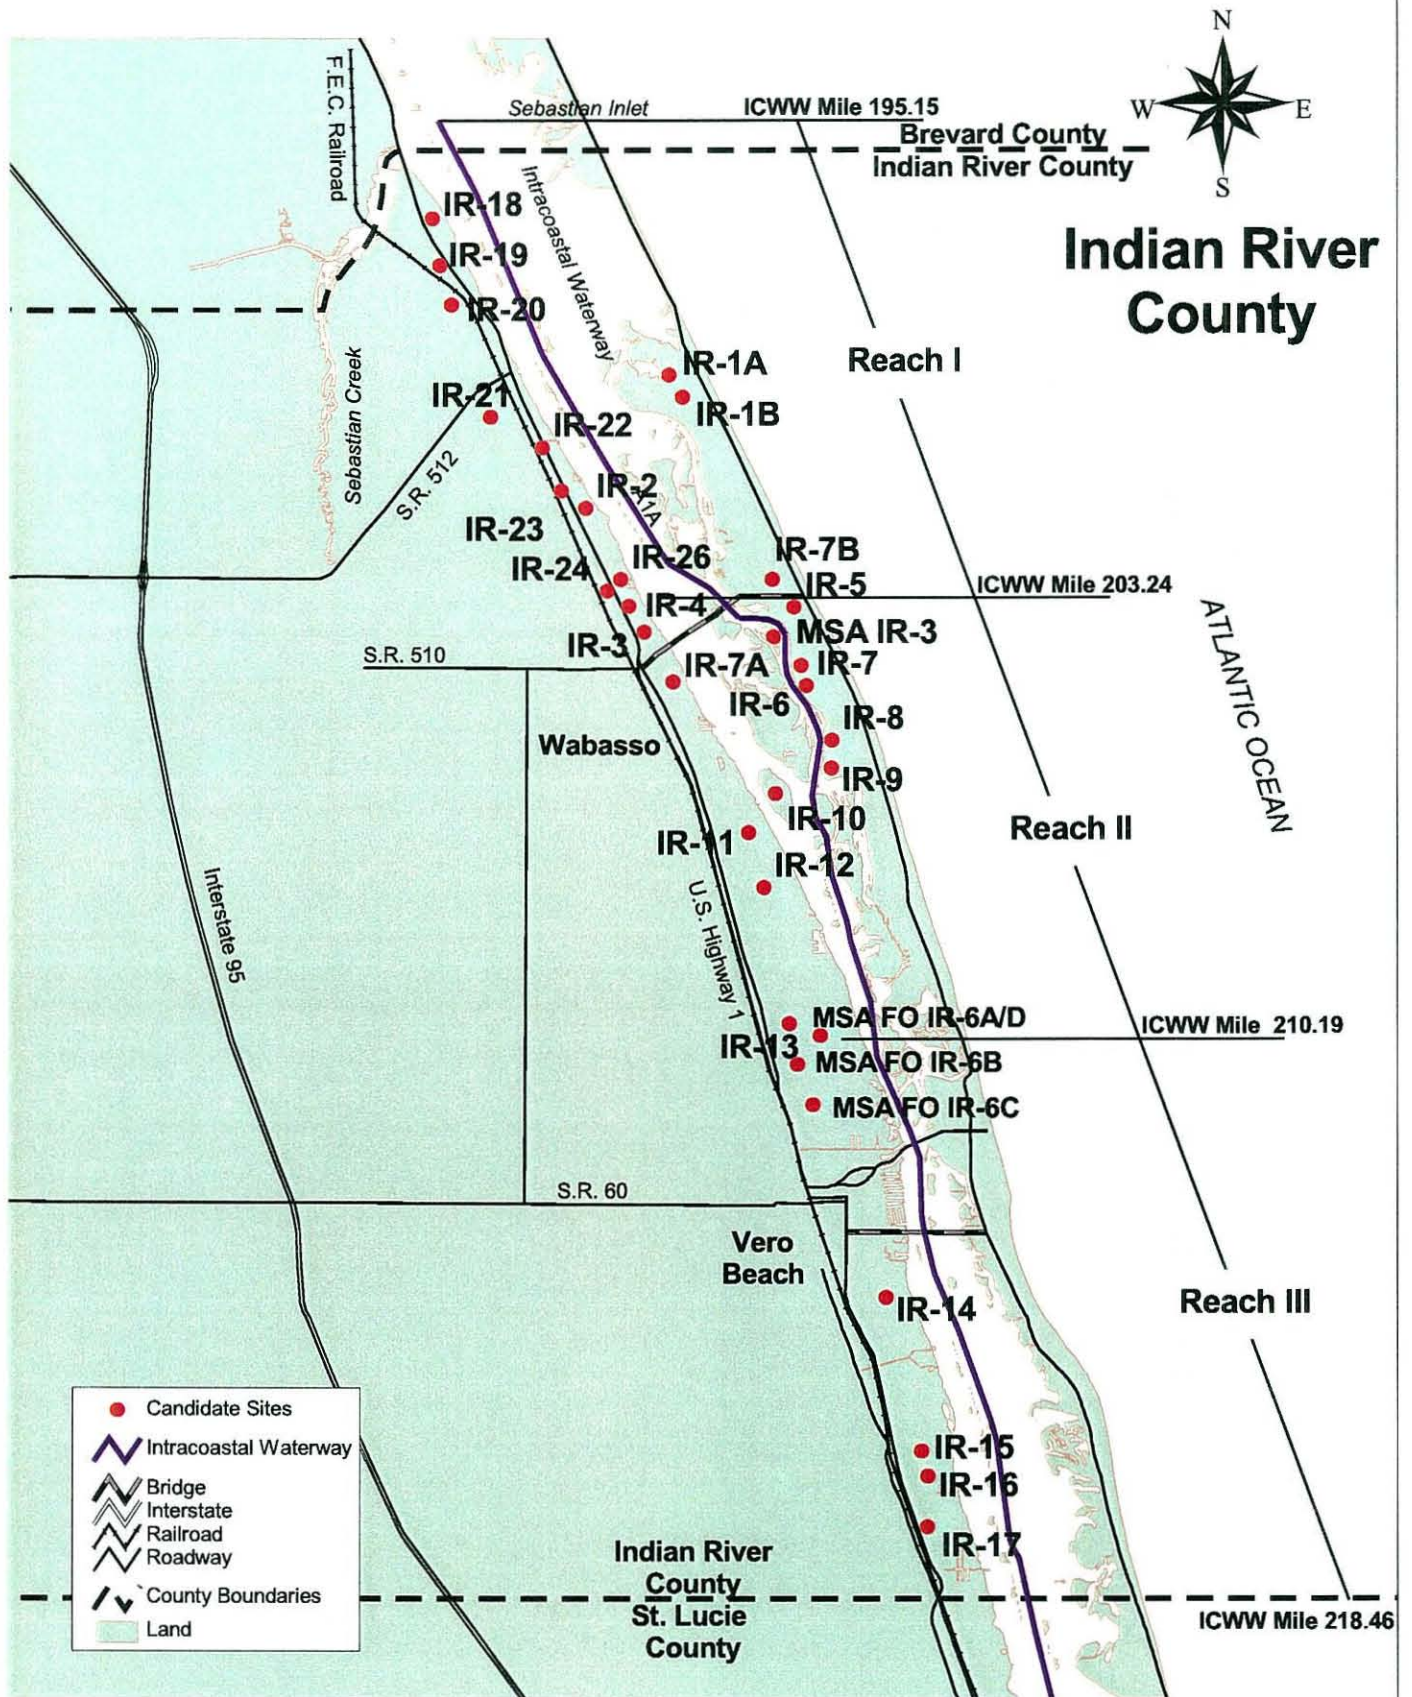 N
W
E
S
F.E.C. Railroad
Sebastian Inlet
ICWW Mile 195.15
Brevard County
Indian River County
Intracoastal Waterway
IR-18
IR-19
IR-20
Indian River
County
Reach I
IR-1A
IR-1B
Sebastian Creek
IR-21
IR-22
S.R. 512
IR-2
A1A
IR-23
IR-24
IR-26
IR-7B
IR-5
ICWW Mile 203.24
ATLANTIC OCEAN
IR-4
IR-3
MSA IR-3
S.R. 510
IR-7A
IR-7
IR-6
IR-8
Wabasso
IR-9
IR-10
Reach II
IR-11
IR-12
Interstate 95
U.S. Highway 1
MSA FO IR-6A/D
ICWW Mile 210.19
IR-13
MSA FO IR-6B
MSA FO IR-6C
S.R. 60
Vero
Beach
IR-14
Reach III
Candidate Sites
Intracoastal Waterway
Bridge
Interstate
Railroad
Roadway
County Boundaries
Land
IR-15
IR-16
IR-17
Indian River
County
St. Lucie
County
ICWW Mile 218.46